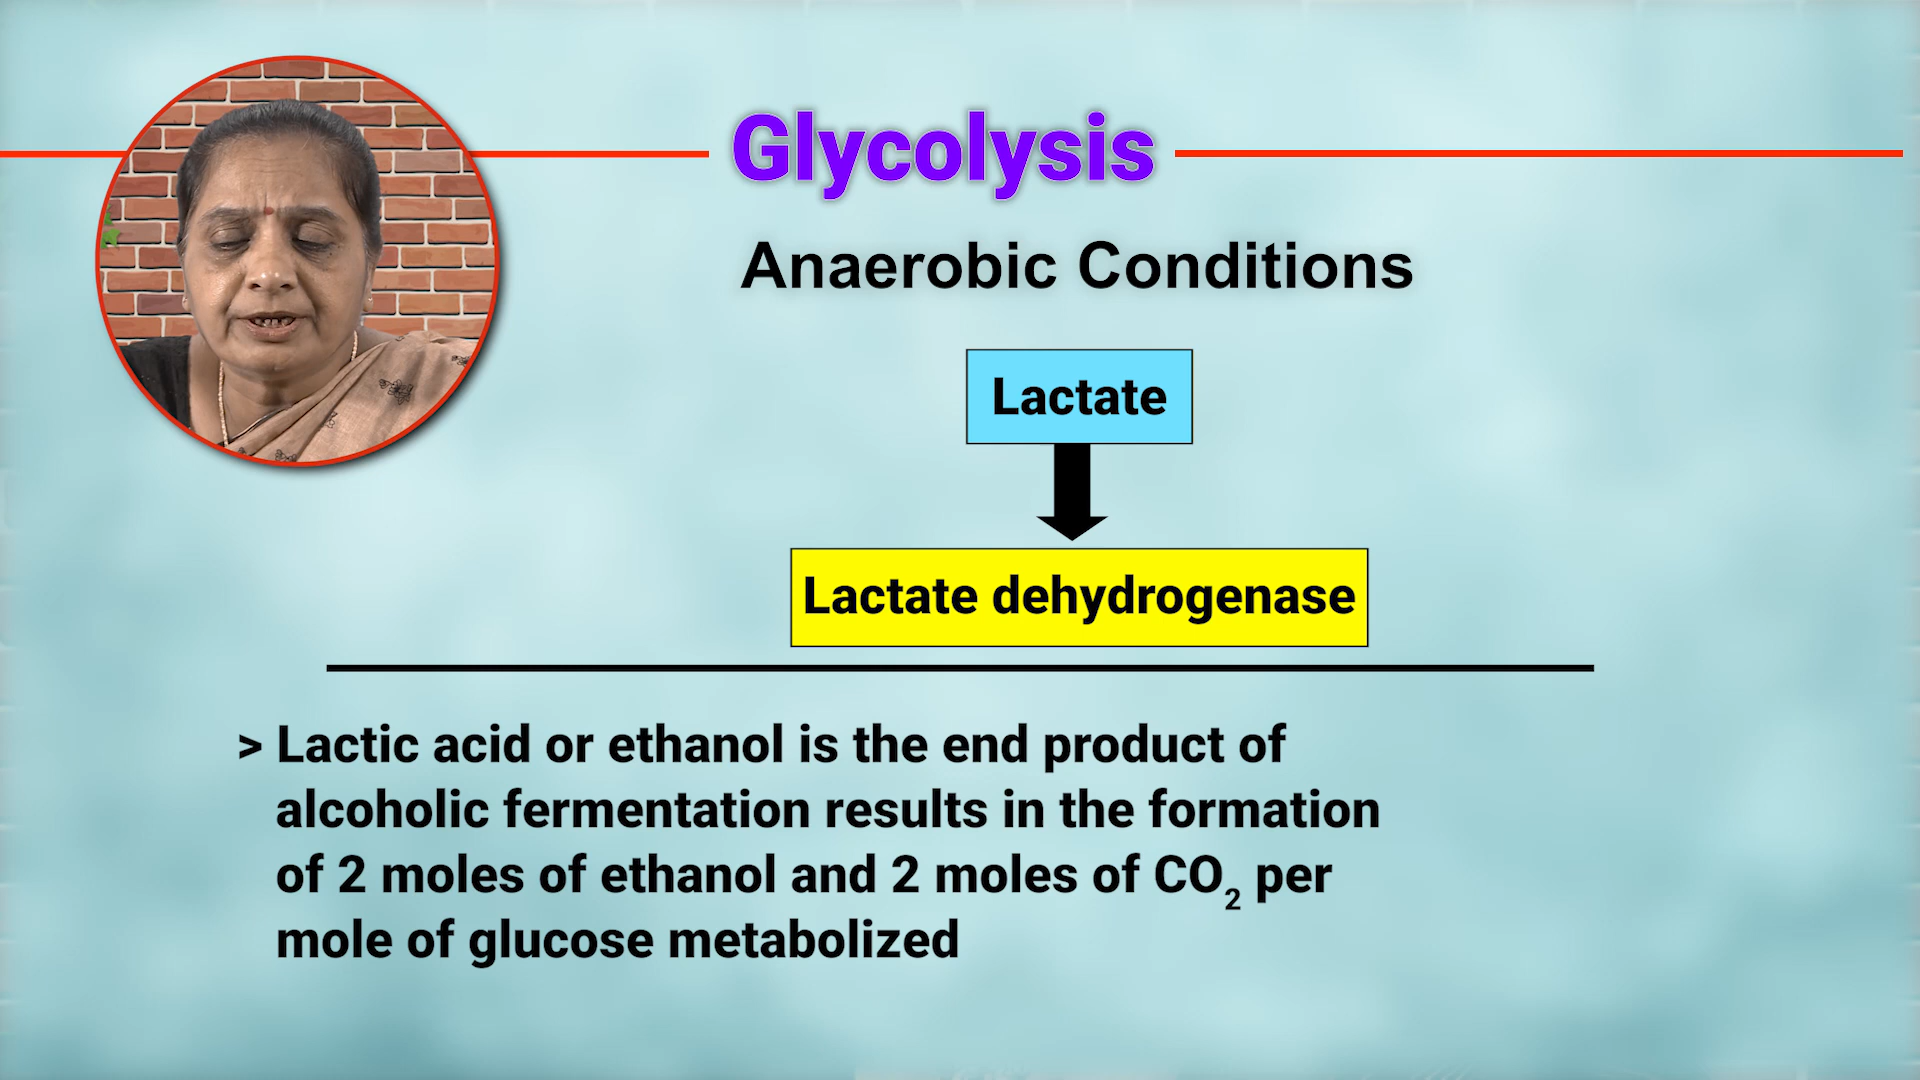 Glycolysis
Anaerobic Conditions
Lactate
Lactate dehydrogenase
> Lactic acid or ethanol is the end product of
alcoholic fermentation results in the formation
of 2 moles of ethanol and 2 moles of CO₂ per
mole of glucose metabolized